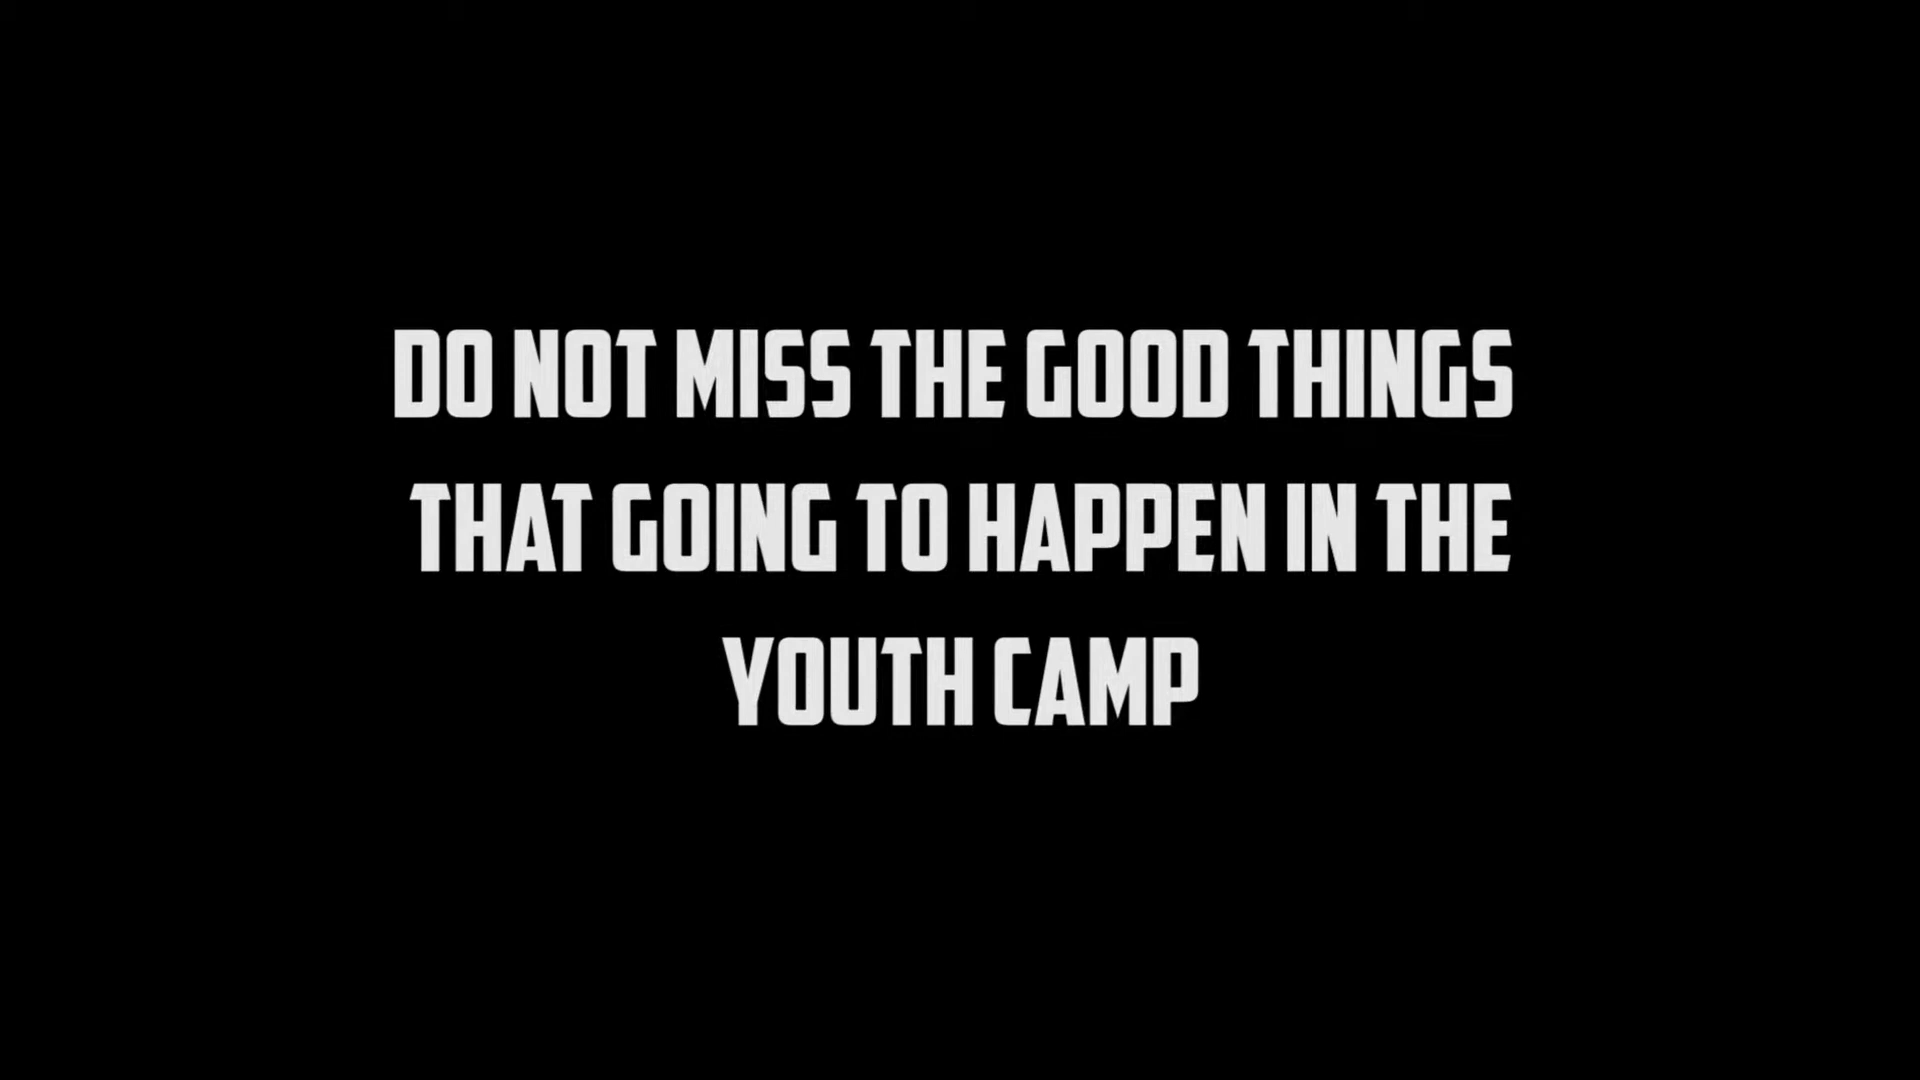 DO NOT MISS THE GOOD THINGS
THAT GOING TO HAPPEN IN THE
YOUTH CAMP